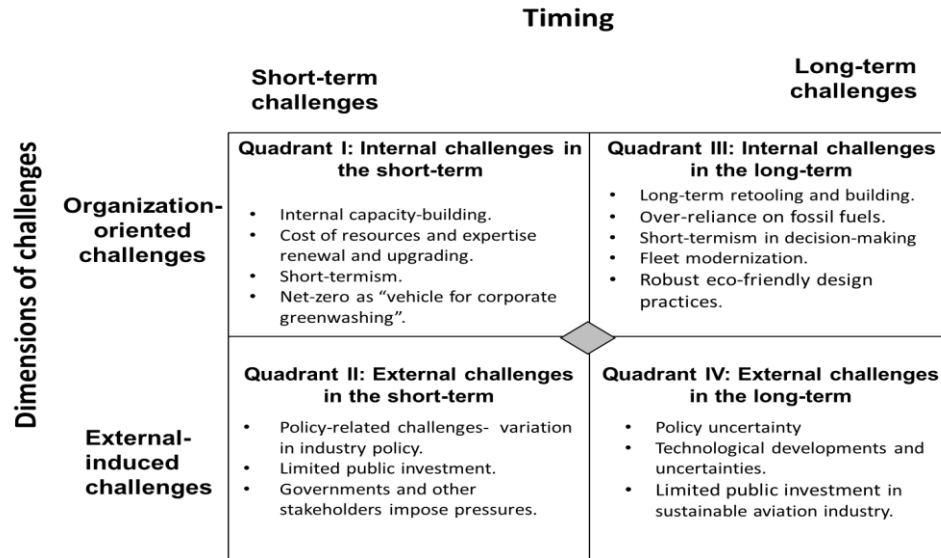 Timing
Short-term
challenges
Long-term
challenges
Dimensions of challenges
Organization-
oriented
challenges
Quadrant I: Internal challenges in
the short-term
• Internal capacity-building.
• Cost of resources and expertise
renewal and upgrading.
• Short-termism.
• Net-zero as “vehicle for corporate
greenwashing”.
Quadrant III: Internal challenges
in the long-term
• Long-term retooling and building.
• Over-reliance on fossil fuels.
• Short-termism in decision-making
• Fleet modernization.
• Robust eco-friendly design
practices.
External-
induced
challenges
Quadrant II: External challenges
in the short-term
• Policy-related challenges- variation
in industry policy.
• Limited public investment.
• Governments and other
stakeholders impose pressures.
Quadrant IV: External challenges
in the long-term
• Policy uncertainty
• Technological developments and
uncertainties.
• Limited public investment in
sustainable aviation industry.